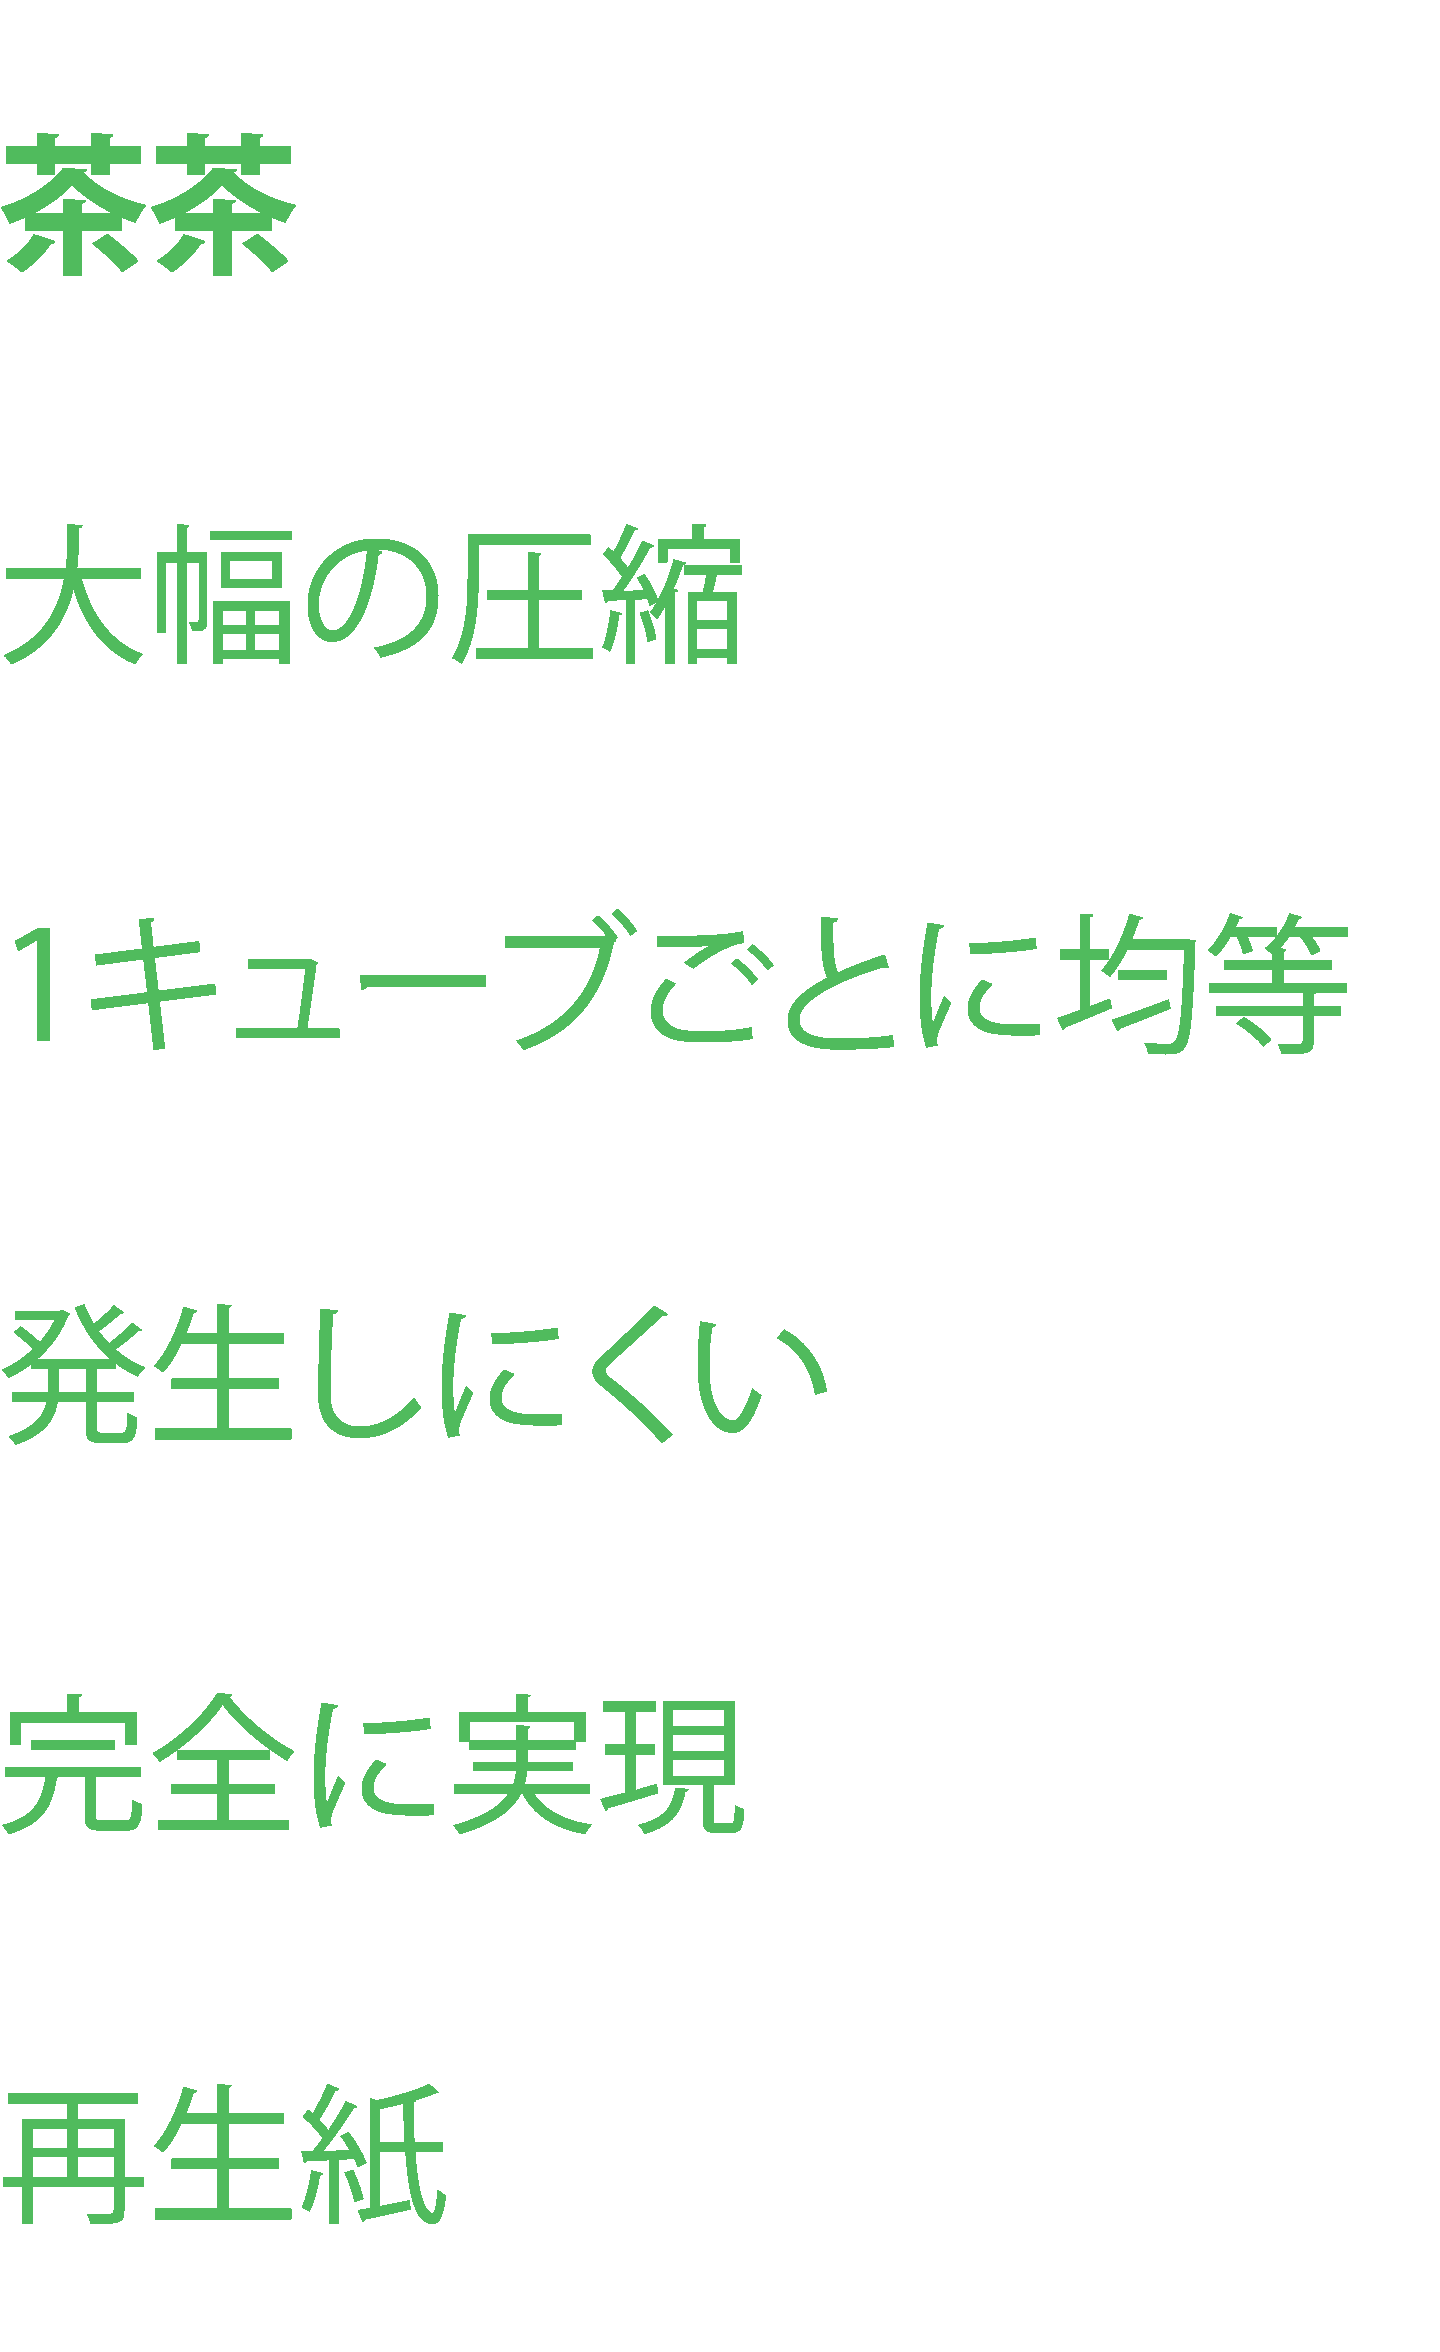 茶茶
大幅の圧縮
1キューブごとに均等
発生しにくい
完全に実現
再生紙